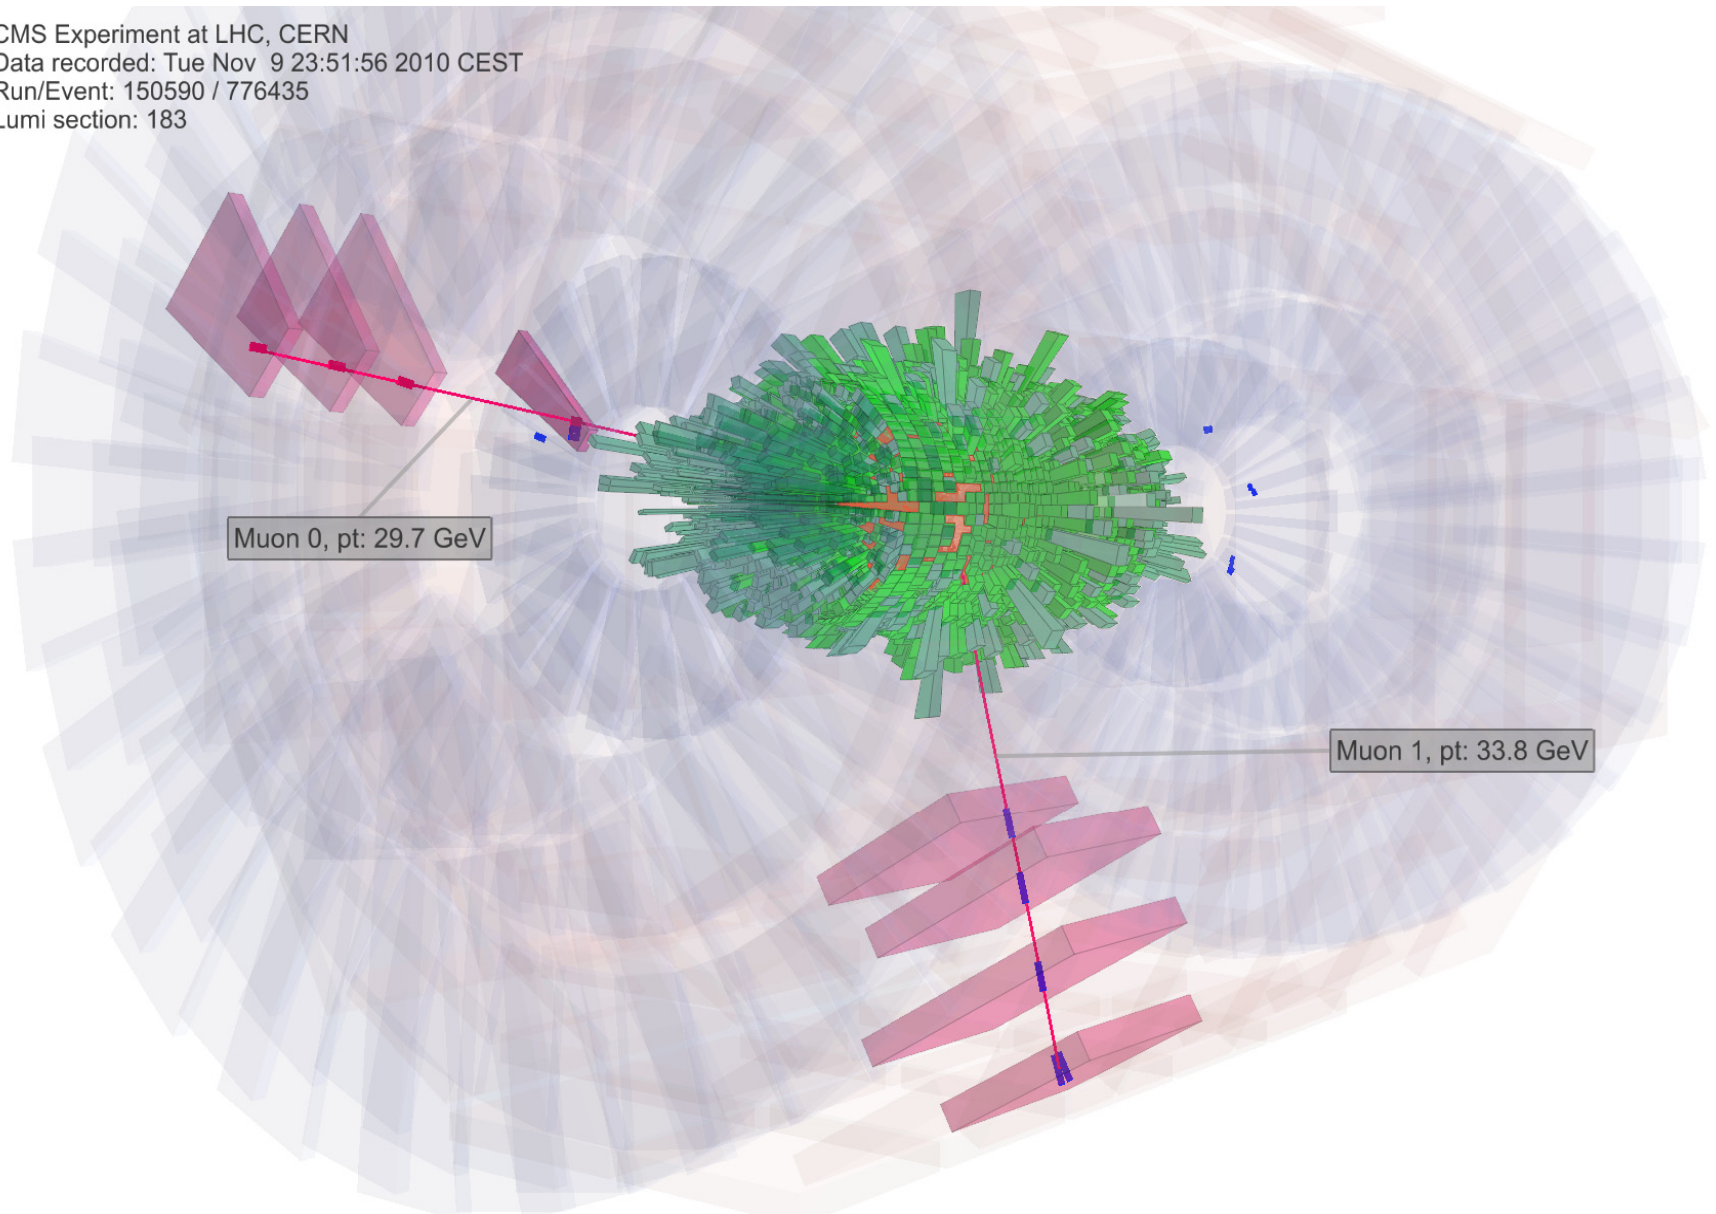 CMS Experiment at LHC, CERN
Data recorded: Tue Nov 9 23:51:56 2010 CEST
Run/Event: 150590 / 776435
Lumi section: 183
Muon 0, pt: 29.7 GeV
Muon 1, pt: 33.8 GeV